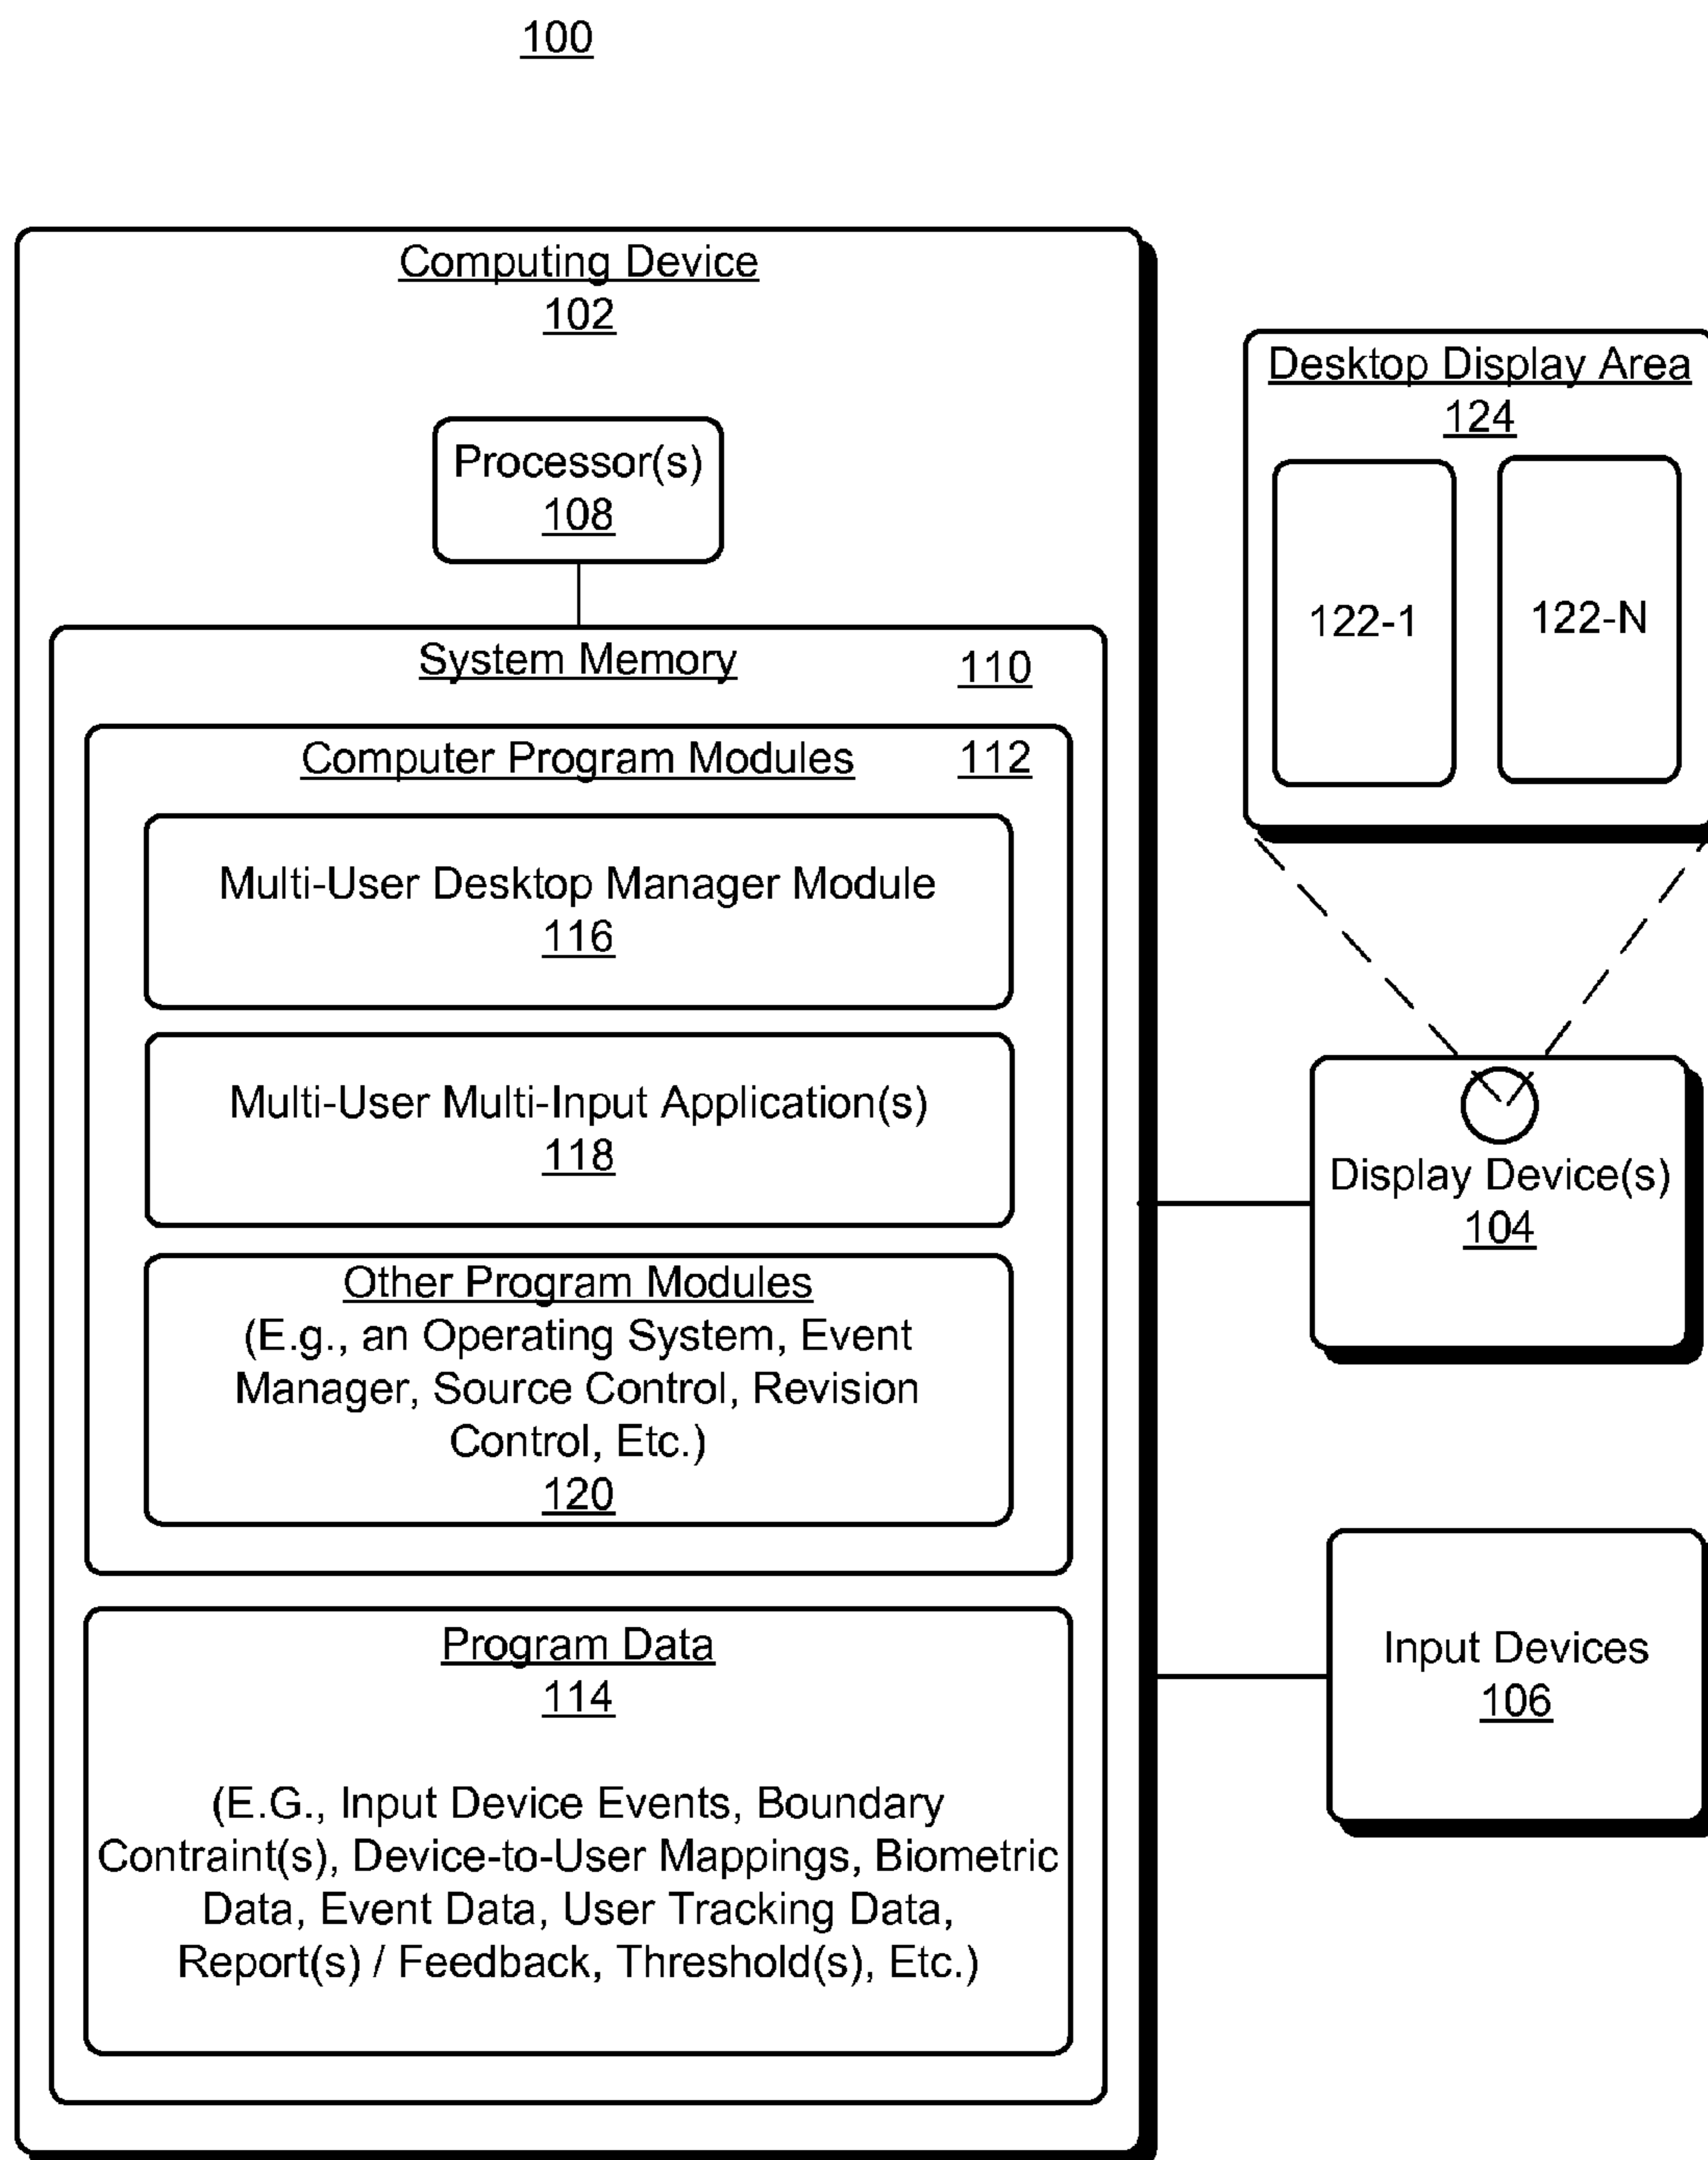 100
Computing Device
102
Processor(s)
108
System Memory
110
Computer Program Modules
112
Multi-User Desktop Manager Module
116
Multi-User Multi-Input Application(s)
118
Other Program Modules
(E.g., an Operating System, Event
Manager, Source Control, Revision
Control, Etc.)
120
Program Data
114
(E.G., Input Device Events, Boundary
Contraint(s), Device-to-User Mappings, Biometric
Data, Event Data, User Tracking Data,
Report(s) / Feedback, Threshold(s), Etc.)
Desktop Display Area
124
122-1
122-N
Display Device(s)
104
Input Devices
106